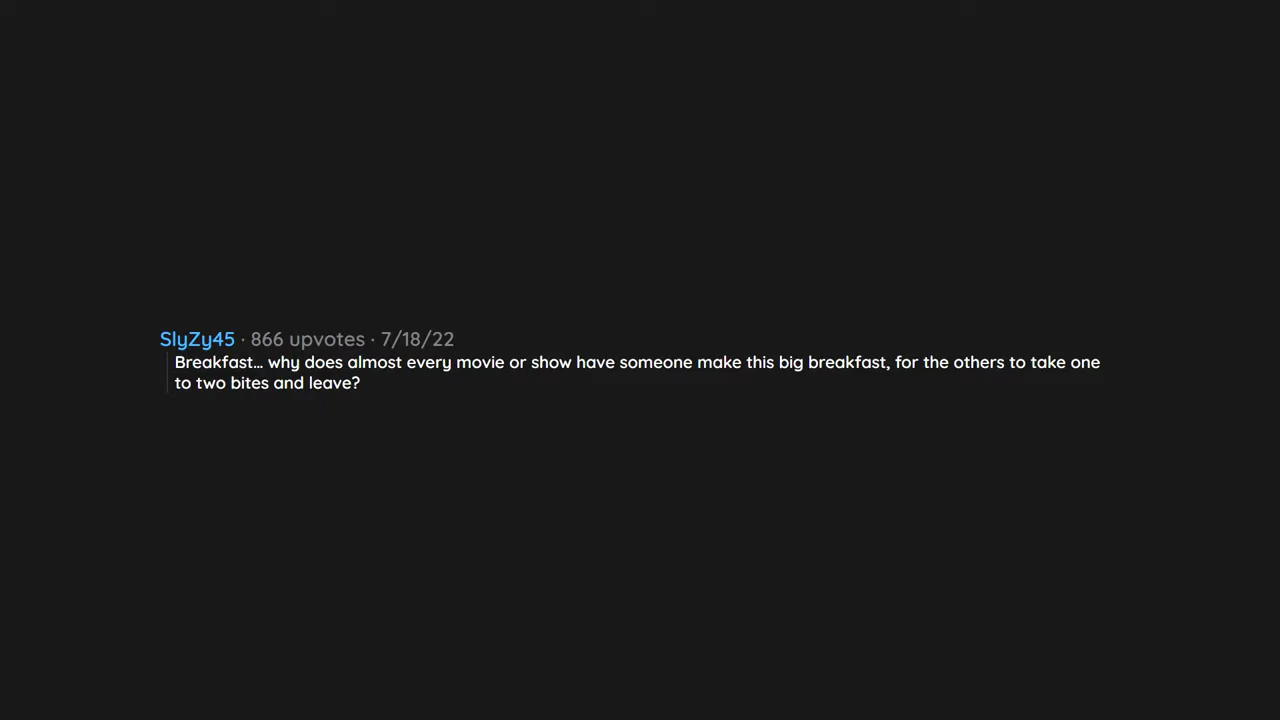 SlyZy45 · 866 upvotes · 7/18/22
Breakfast... why does almost every movie or show have someone make this big breakfast, for the others to take one
to two bites and leave?